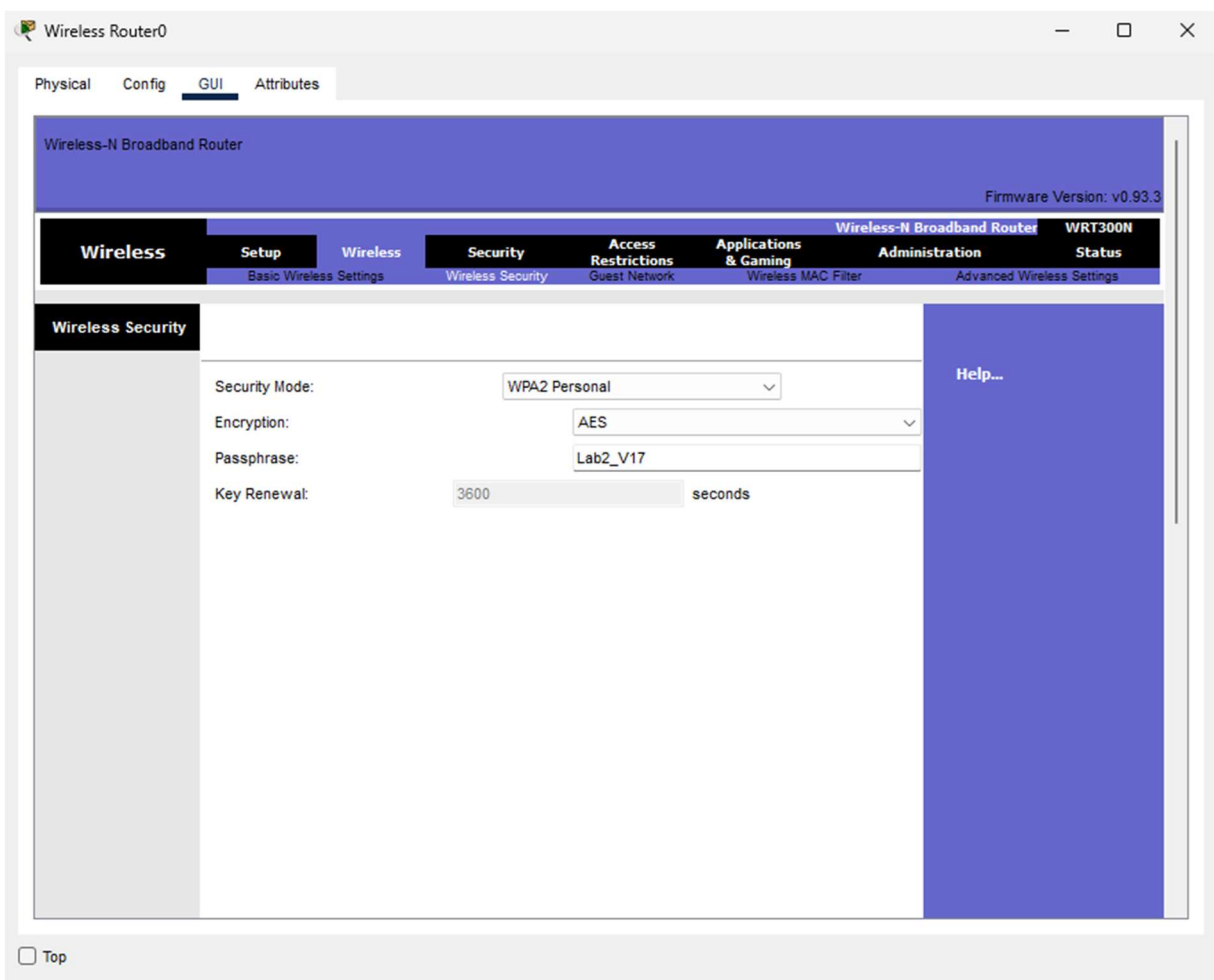 Wireless Router0
Physical Config GUI Attributes
Wireless-N Broadband Router
Firmware Version: v0.93.3
Wireless-N Broadband Router WRT300N
Wireless Setup Wireless Security Access Restrictions Applications & Gaming Administration Status
Basic Wireless Settings Wireless Security Guest Network Wireless MAC Filter Advanced Wireless Settings
Wireless Security
Help...
Security Mode: WPA2 Personal
Encryption: AES
Passphrase: Lab2_V17
Key Renewal: 3600 seconds
Top